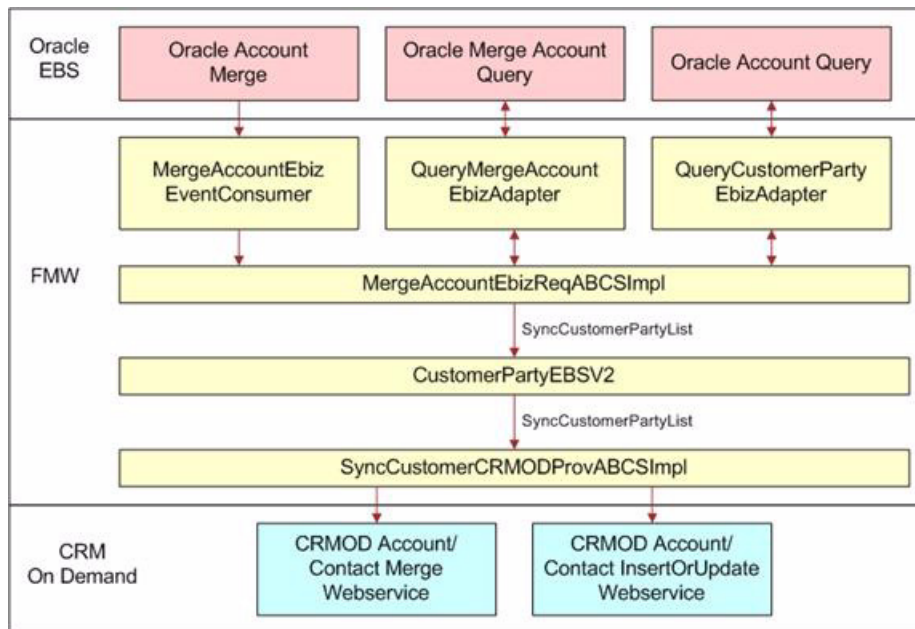 Oracle
EBS
Oracle Account
Merge
Oracle Merge Account
Query
Oracle Account Query
FMW
MergeAccountEbiz
EventConsumer
QueryMergeAccount
EbizAdapter
QueryCustomerParty
EbizAdapter
MergeAccountEbizReqABCSImpl
SyncCustomerPartyList
CustomerPartyEBSV2
SyncCustomerPartyList
SyncCustomerCRMODProvABCSImpl
CRM
On Demand
CRMOD Account/
Contact Merge
Webservice
CRMOD Account/
Contact InsertOrUpdate
Webservice